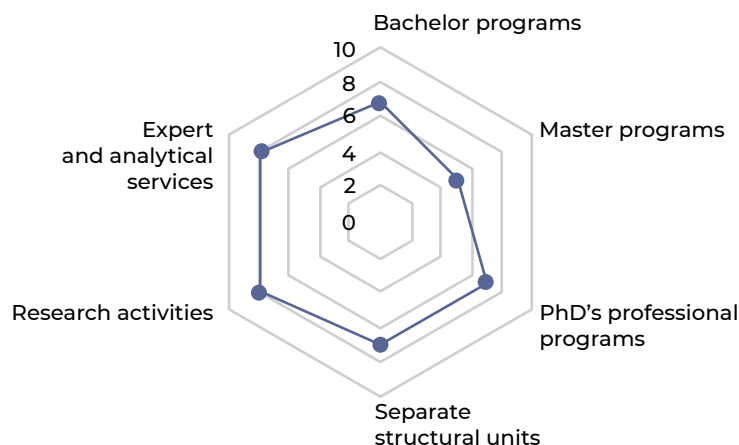 Bachelor programs
10
8
6
4
2
0
Expert
and analytical
services
Master programs
Research activities
PhD’s professional
programs
Separate
structural units